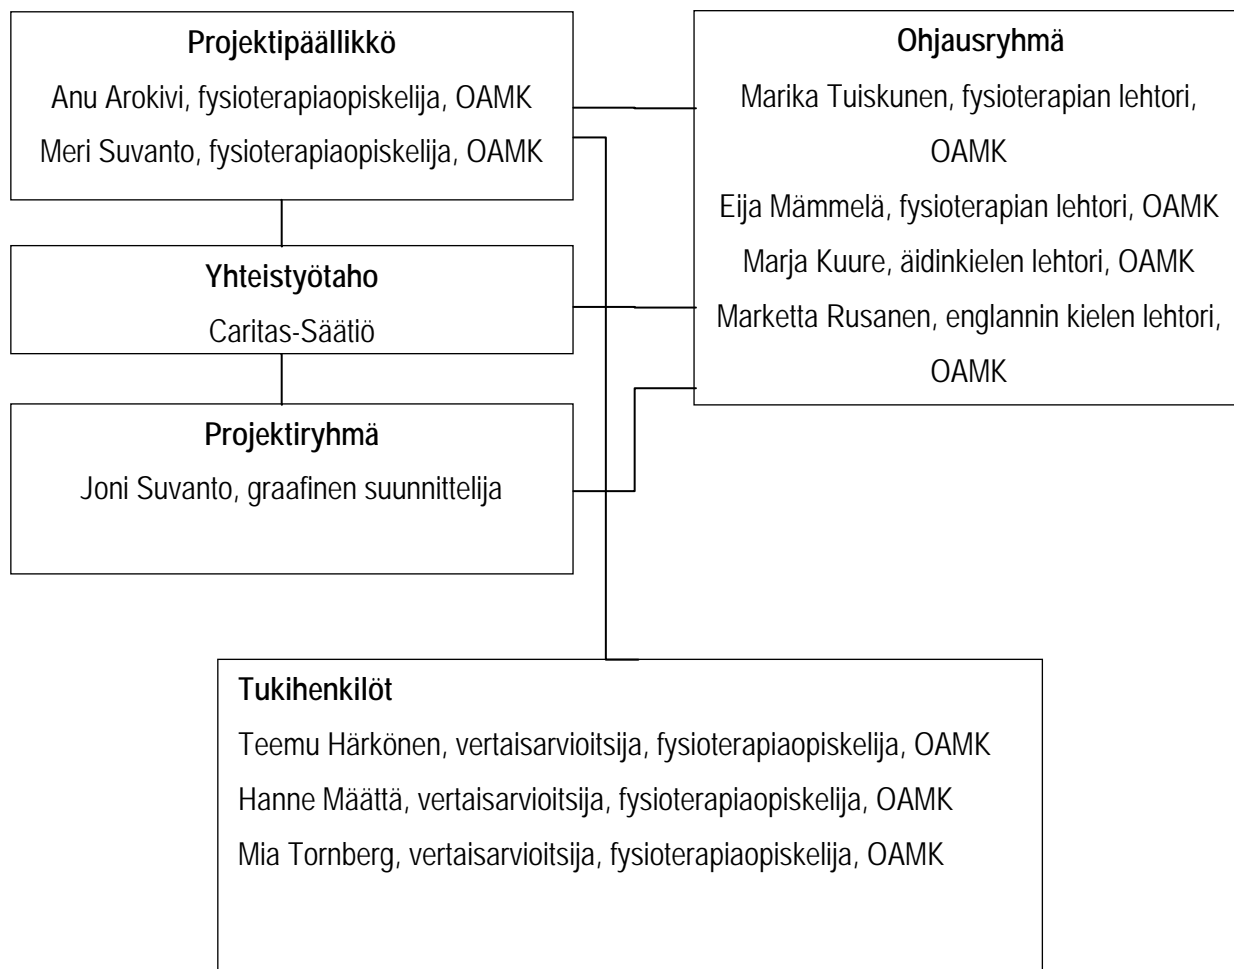 Projektipäällikkö
Anu Arokivi, fysioterapiaopiskelija, OAMK
Meri Suvanto, fysioterapiaopiskelija, OAMK
Yhteistyötaho
Caritas-Säätiö
Projektiryhmä
Joni Suvanto, graafinen suunnittelija
Ohjausryhmä
Marika Tuiskunen, fysioterapian lehtori,
OAMK
Eija Mämmelä, fysioterapian lehtori, OAMK
Marja Kuure, äidinkielen lehtori, OAMK
Marketta Rusanen, englannin kielen lehtori,
OAMK
Tukihenkilöt
Teemu Härkönen, vertaisarvioitsija, fysioterapiaopiskelija, OAMK
Hanne Määttä, vertaisarvioitsija, fysioterapiaopiskelija, OAMK
Mia Tornberg, vertaisarvioitsija, fysioterapiaopiskelija, OAMK